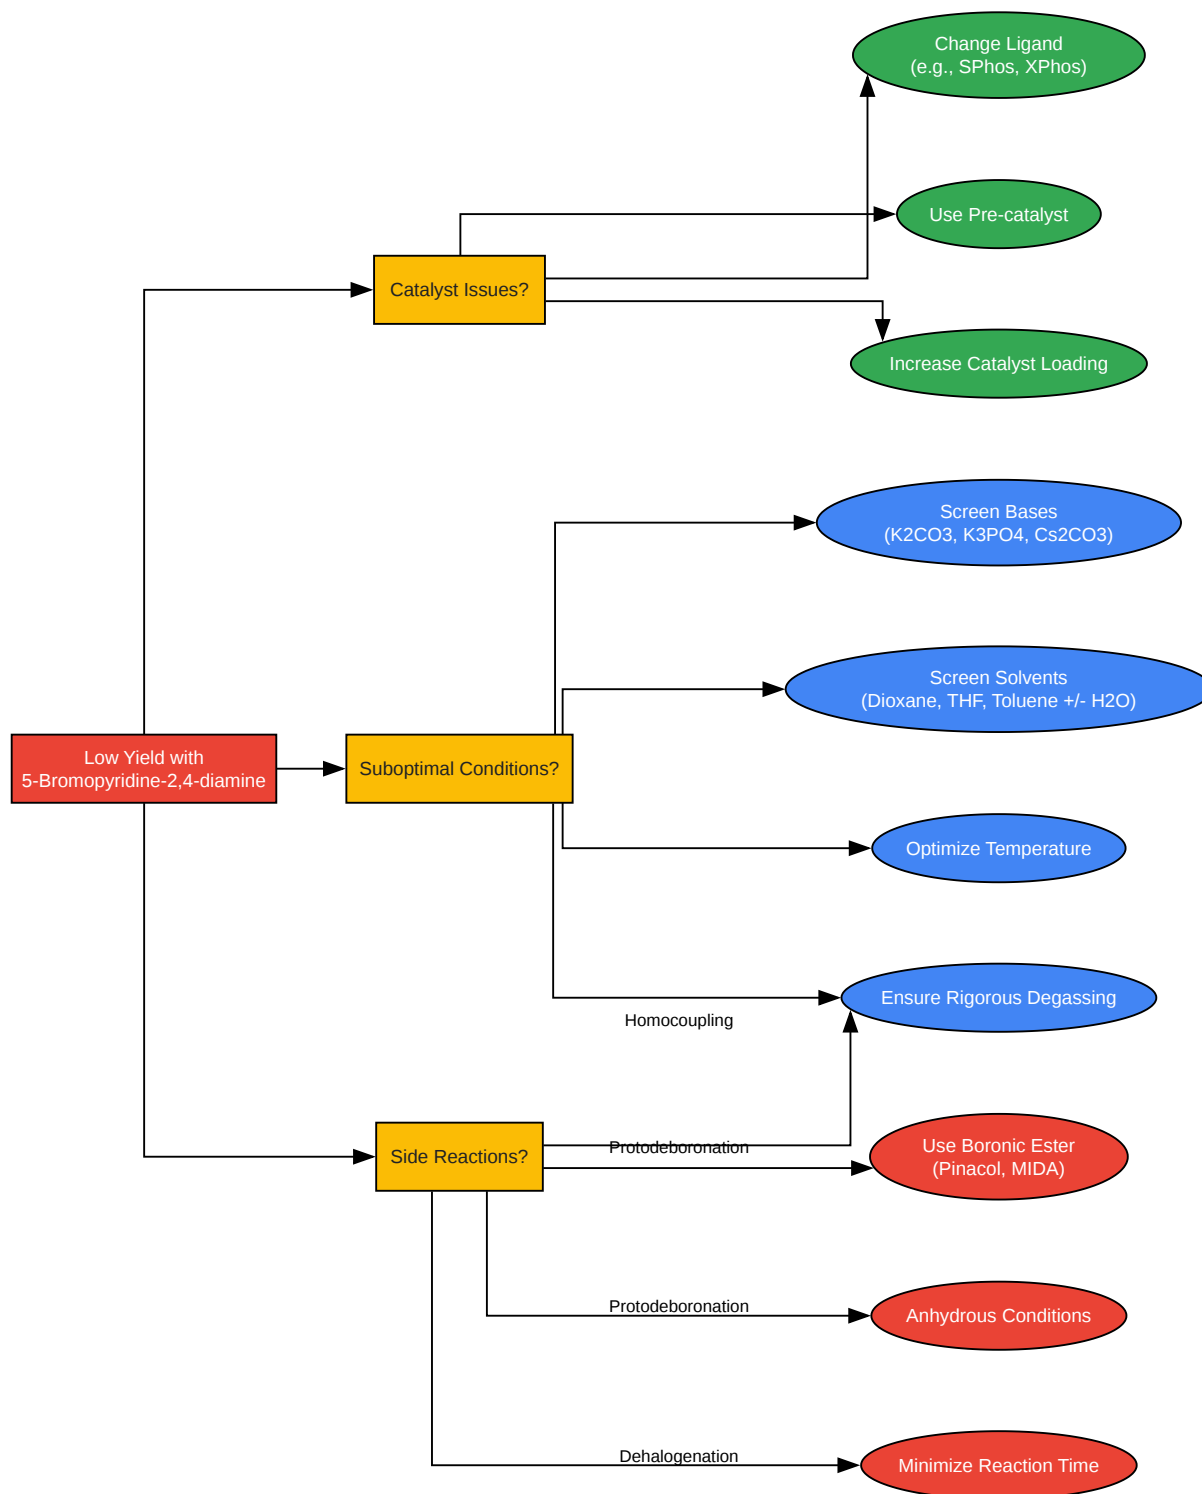 Change Ligand
(e.g., SPhos, XPhos)
Use Pre-catalyst
Catalyst Issues?
Increase Catalyst Loading
Screen Bases
(K2CO3, K3PO4, Cs2CO3)
Screen Solvents
(Dioxane, THF, Toluene +/- H2O)
Low Yield with
5-Bromopyridine-2,4-diamine
Suboptimal Conditions?
Optimize Temperature
Ensure Rigorous Degassing
Homocoupling
Side Reactions?
Protodeboronation
Use Boronic Ester
(Pinacol, MIDA)
Protodeboronation
Anhydrous Conditions
Dehalogenation
Minimize Reaction Time